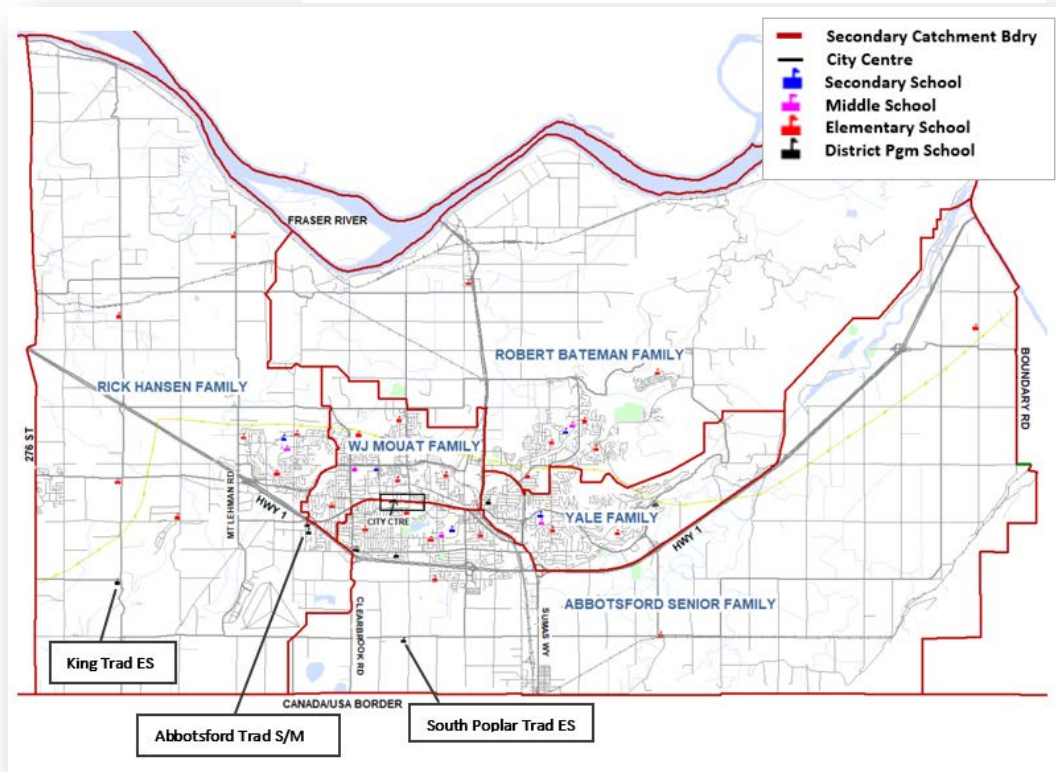 Secondary Catchment Bdry
City Centre
Secondary School
Middle School
Elementary School
District Pgm School
FRASER RIVER
ROBERT BATEMAN FAMILY
RICK HANSEN FAMILY
BOUNDARY RD
276 ST
WJ MOUAT FAMILY
MT LEHMAN RD
HWY 1
CITY CTRE
YALE FAMILY
HWY 1
ABBOTSFORD SENIOR FAMILY
CLEARBROOK RD
SUMAS WY
King Trad ES
CANADA/USA BORDER
Abbotsford Trad S/M
South Poplar Trad ES